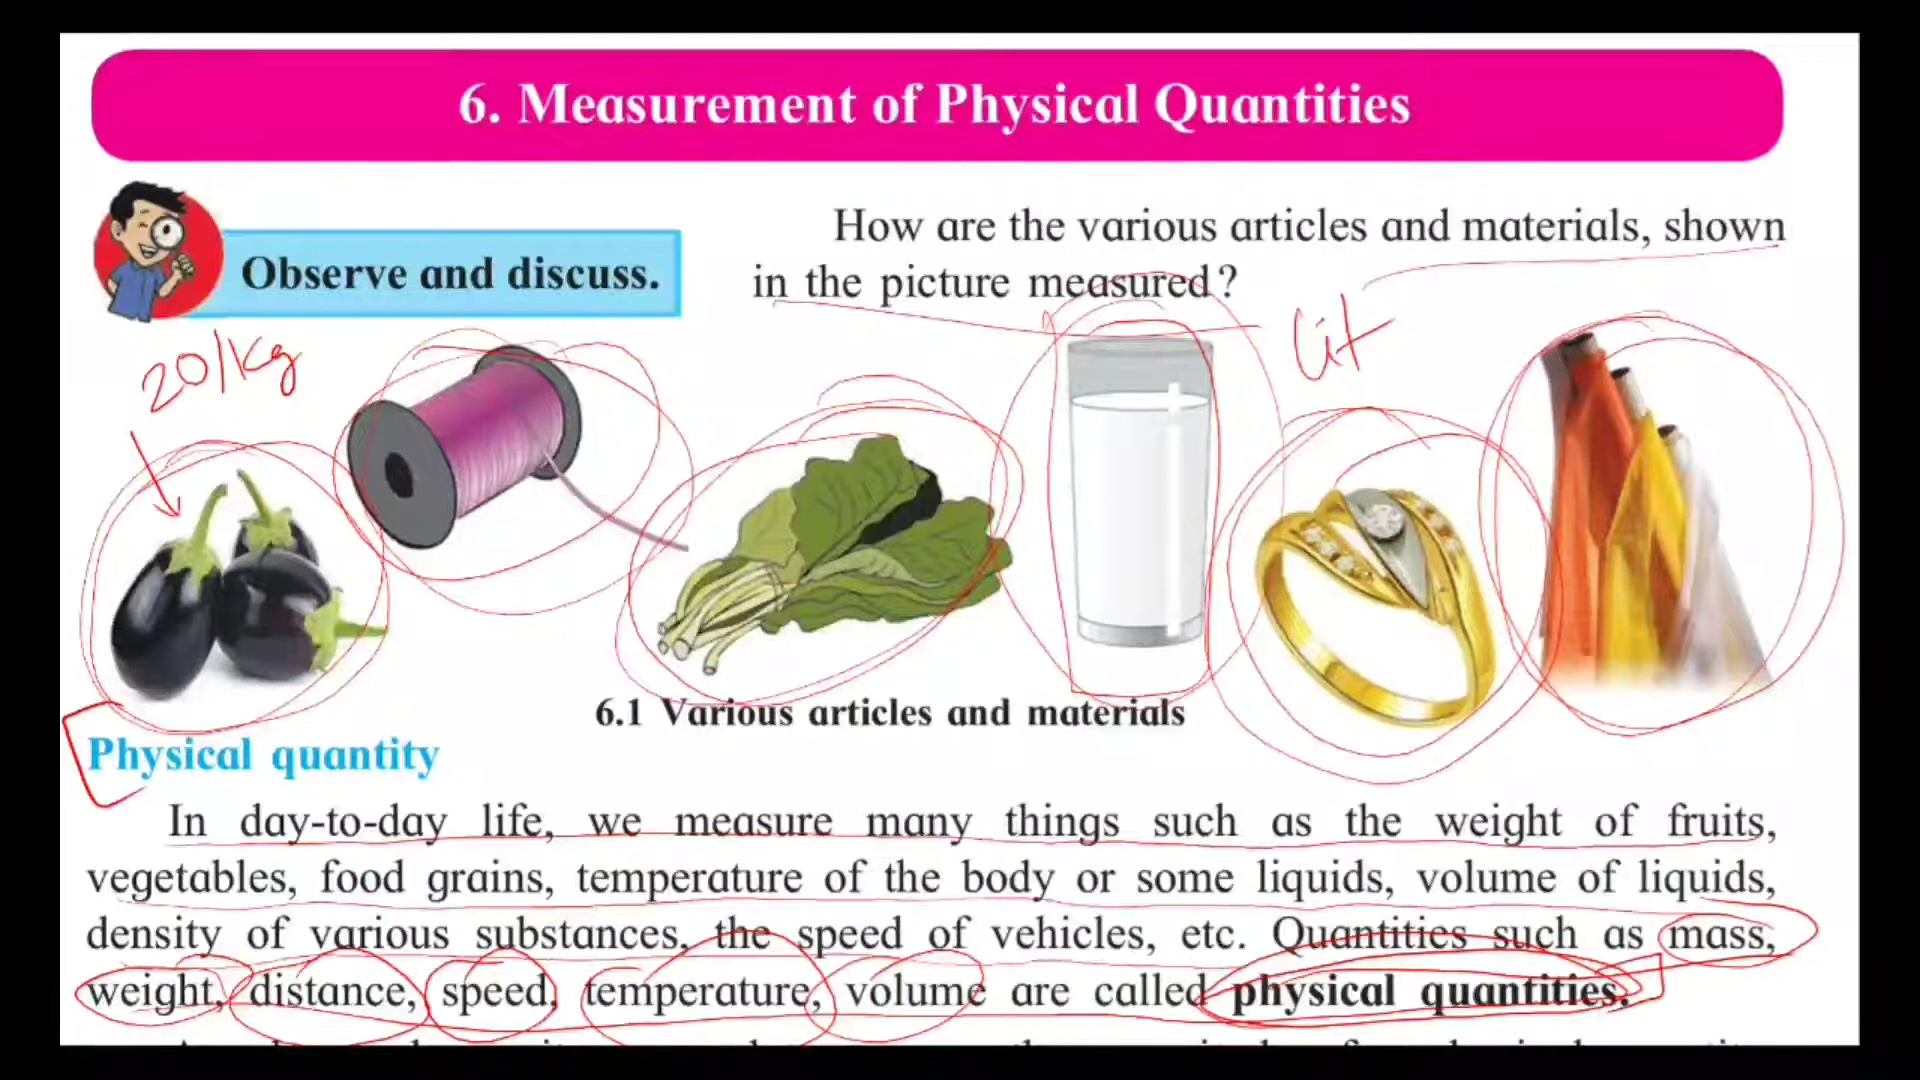 6. Measurement of Physical Quantities
Observe and discuss.
How are the various articles and materials, shown
in the picture measured?
20/kg
Lit
6.1 Various articles and materials
Physical quantity
In day-to-day life, we measure many things such as the weight of fruits,
vegetables, food grains, temperature of the body or some liquids, volume of liquids,
density of various substances, the speed of vehicles, etc. Quantities such as mass,
weight, distance, speed, temperature, volume are called physical quantities.